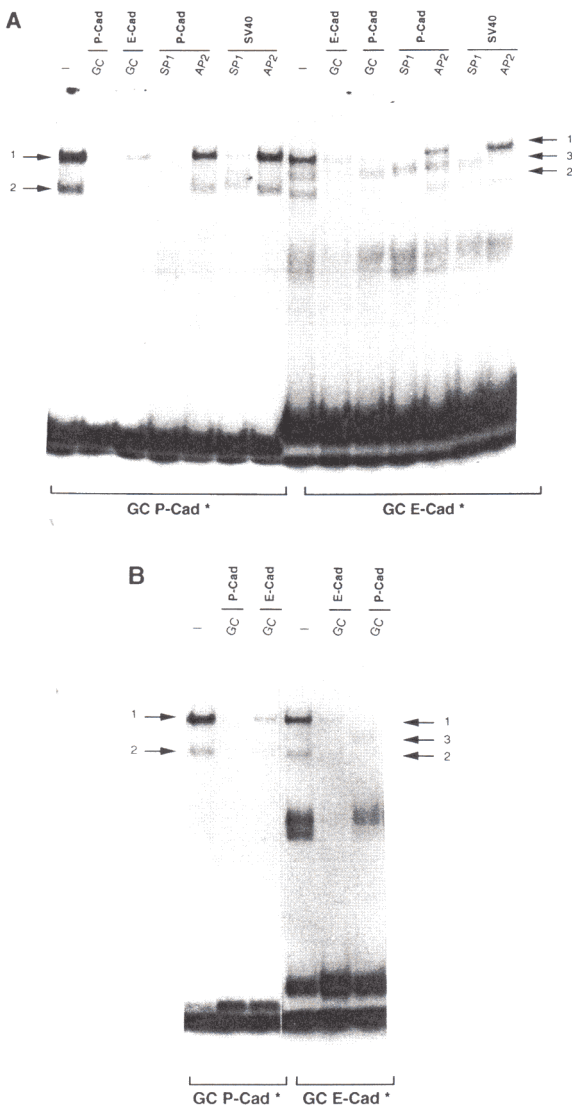 A
P-Cad E-Cad P-Cad SV40 E-Cad P-Cad P-Cad SV40
– GC GC SP1 AP2 SP1 AP2 – GC GC SP1 AP2 SP1 AP2
1 1
3
2 2
GC P-Cad * GC E-Cad *
B
P-Cad E-Cad E-Cad P-Cad
– GC GC – GC GC
1 1
3
2 2
GC P-Cad * GC E-Cad *